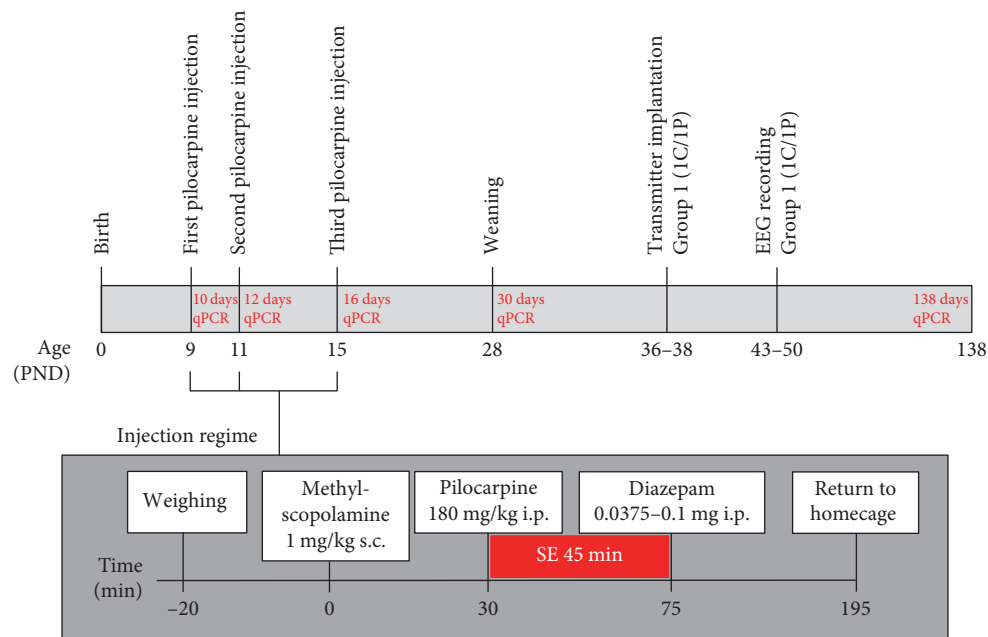 Birth
First pilocarpine injection
Second pilocarpine injection
Third pilocarpine injection
Weaning
Transmitter implantation
Group 1 (1C/1P)
EEG recording
Group 1 (1C/1P)
10 days
qPCR
12 days
qPCR
16 days
qPCR
30 days
qPCR
138 days
qPCR
Age
(PND)
0
9
11
15
28
36–38
43–50
138
Injection regime
Weighing
Methyl-
scopolamine
1 mg/kg s.c.
Pilocarpine
180 mg/kg i.p.
Diazepam
0.0375–0.1 mg i.p.
Return to
homecage
SE 45 min
Time
(min)
–20
0
30
75
195